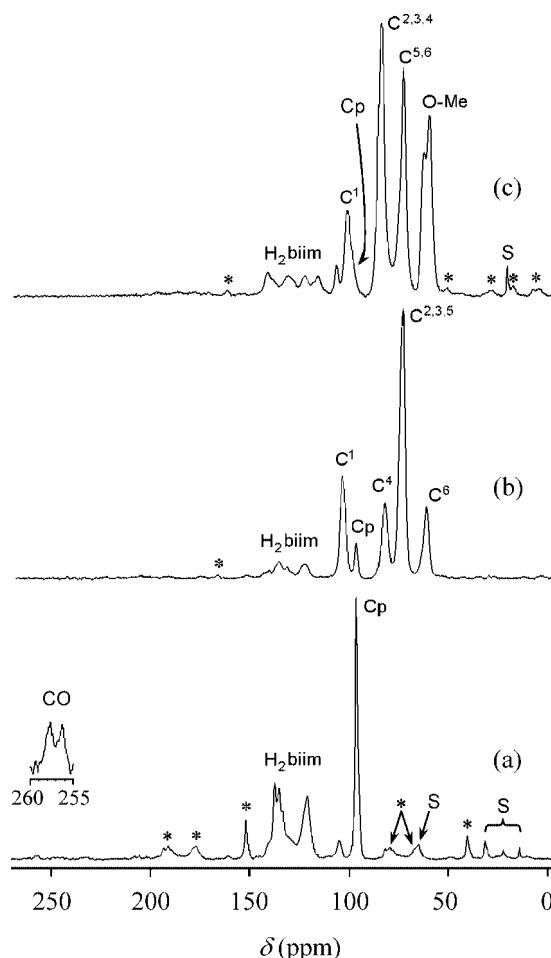 C2,3,4
C5,6
Cp
O-Me
C1
(c)
H2biim
S
* * * * *
C2,3,5
C1
C4
C6
(b)
Cp
H2biim
*
Cp
CO
(a)
H2biim
260 255
* * * * S * S
250 200 150 100 50 0
δ (ppm)